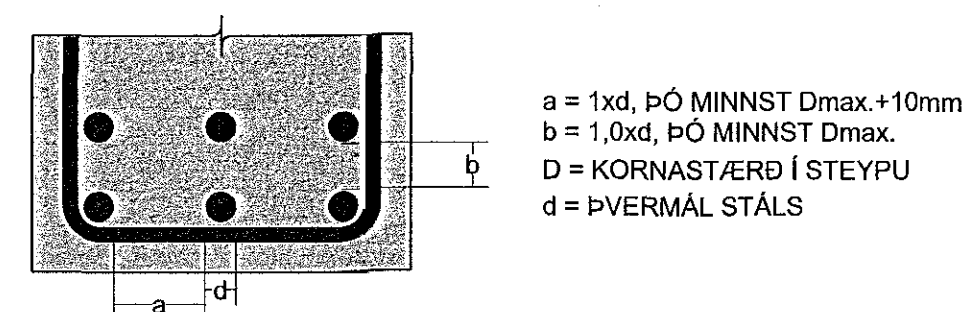 a = 1xd, ÞÓ MINNST Dmax.+10mm
b = 1,0xd, ÞÓ MINNST Dmax.
D = KORNASTÆRÐ Í STEYPU
d = ÞVERMÁL STÁLS
b
d
a